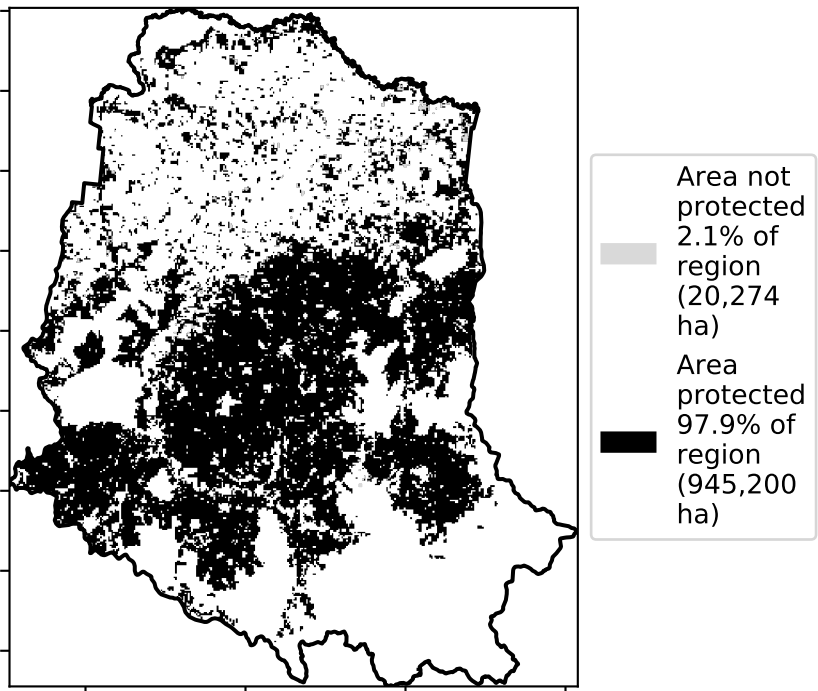 Area not
protected
2.1% of
region
(20,274
ha)
Area
protected
97.9% of
region
(945,200
ha)